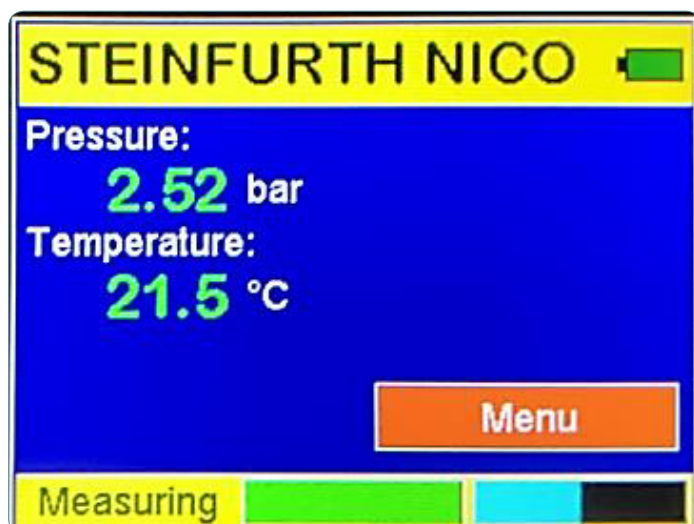 STEINFURTH NICO
Pressure:
2.52 bar
Temperature:
21.5 °C
Menu
Measuring